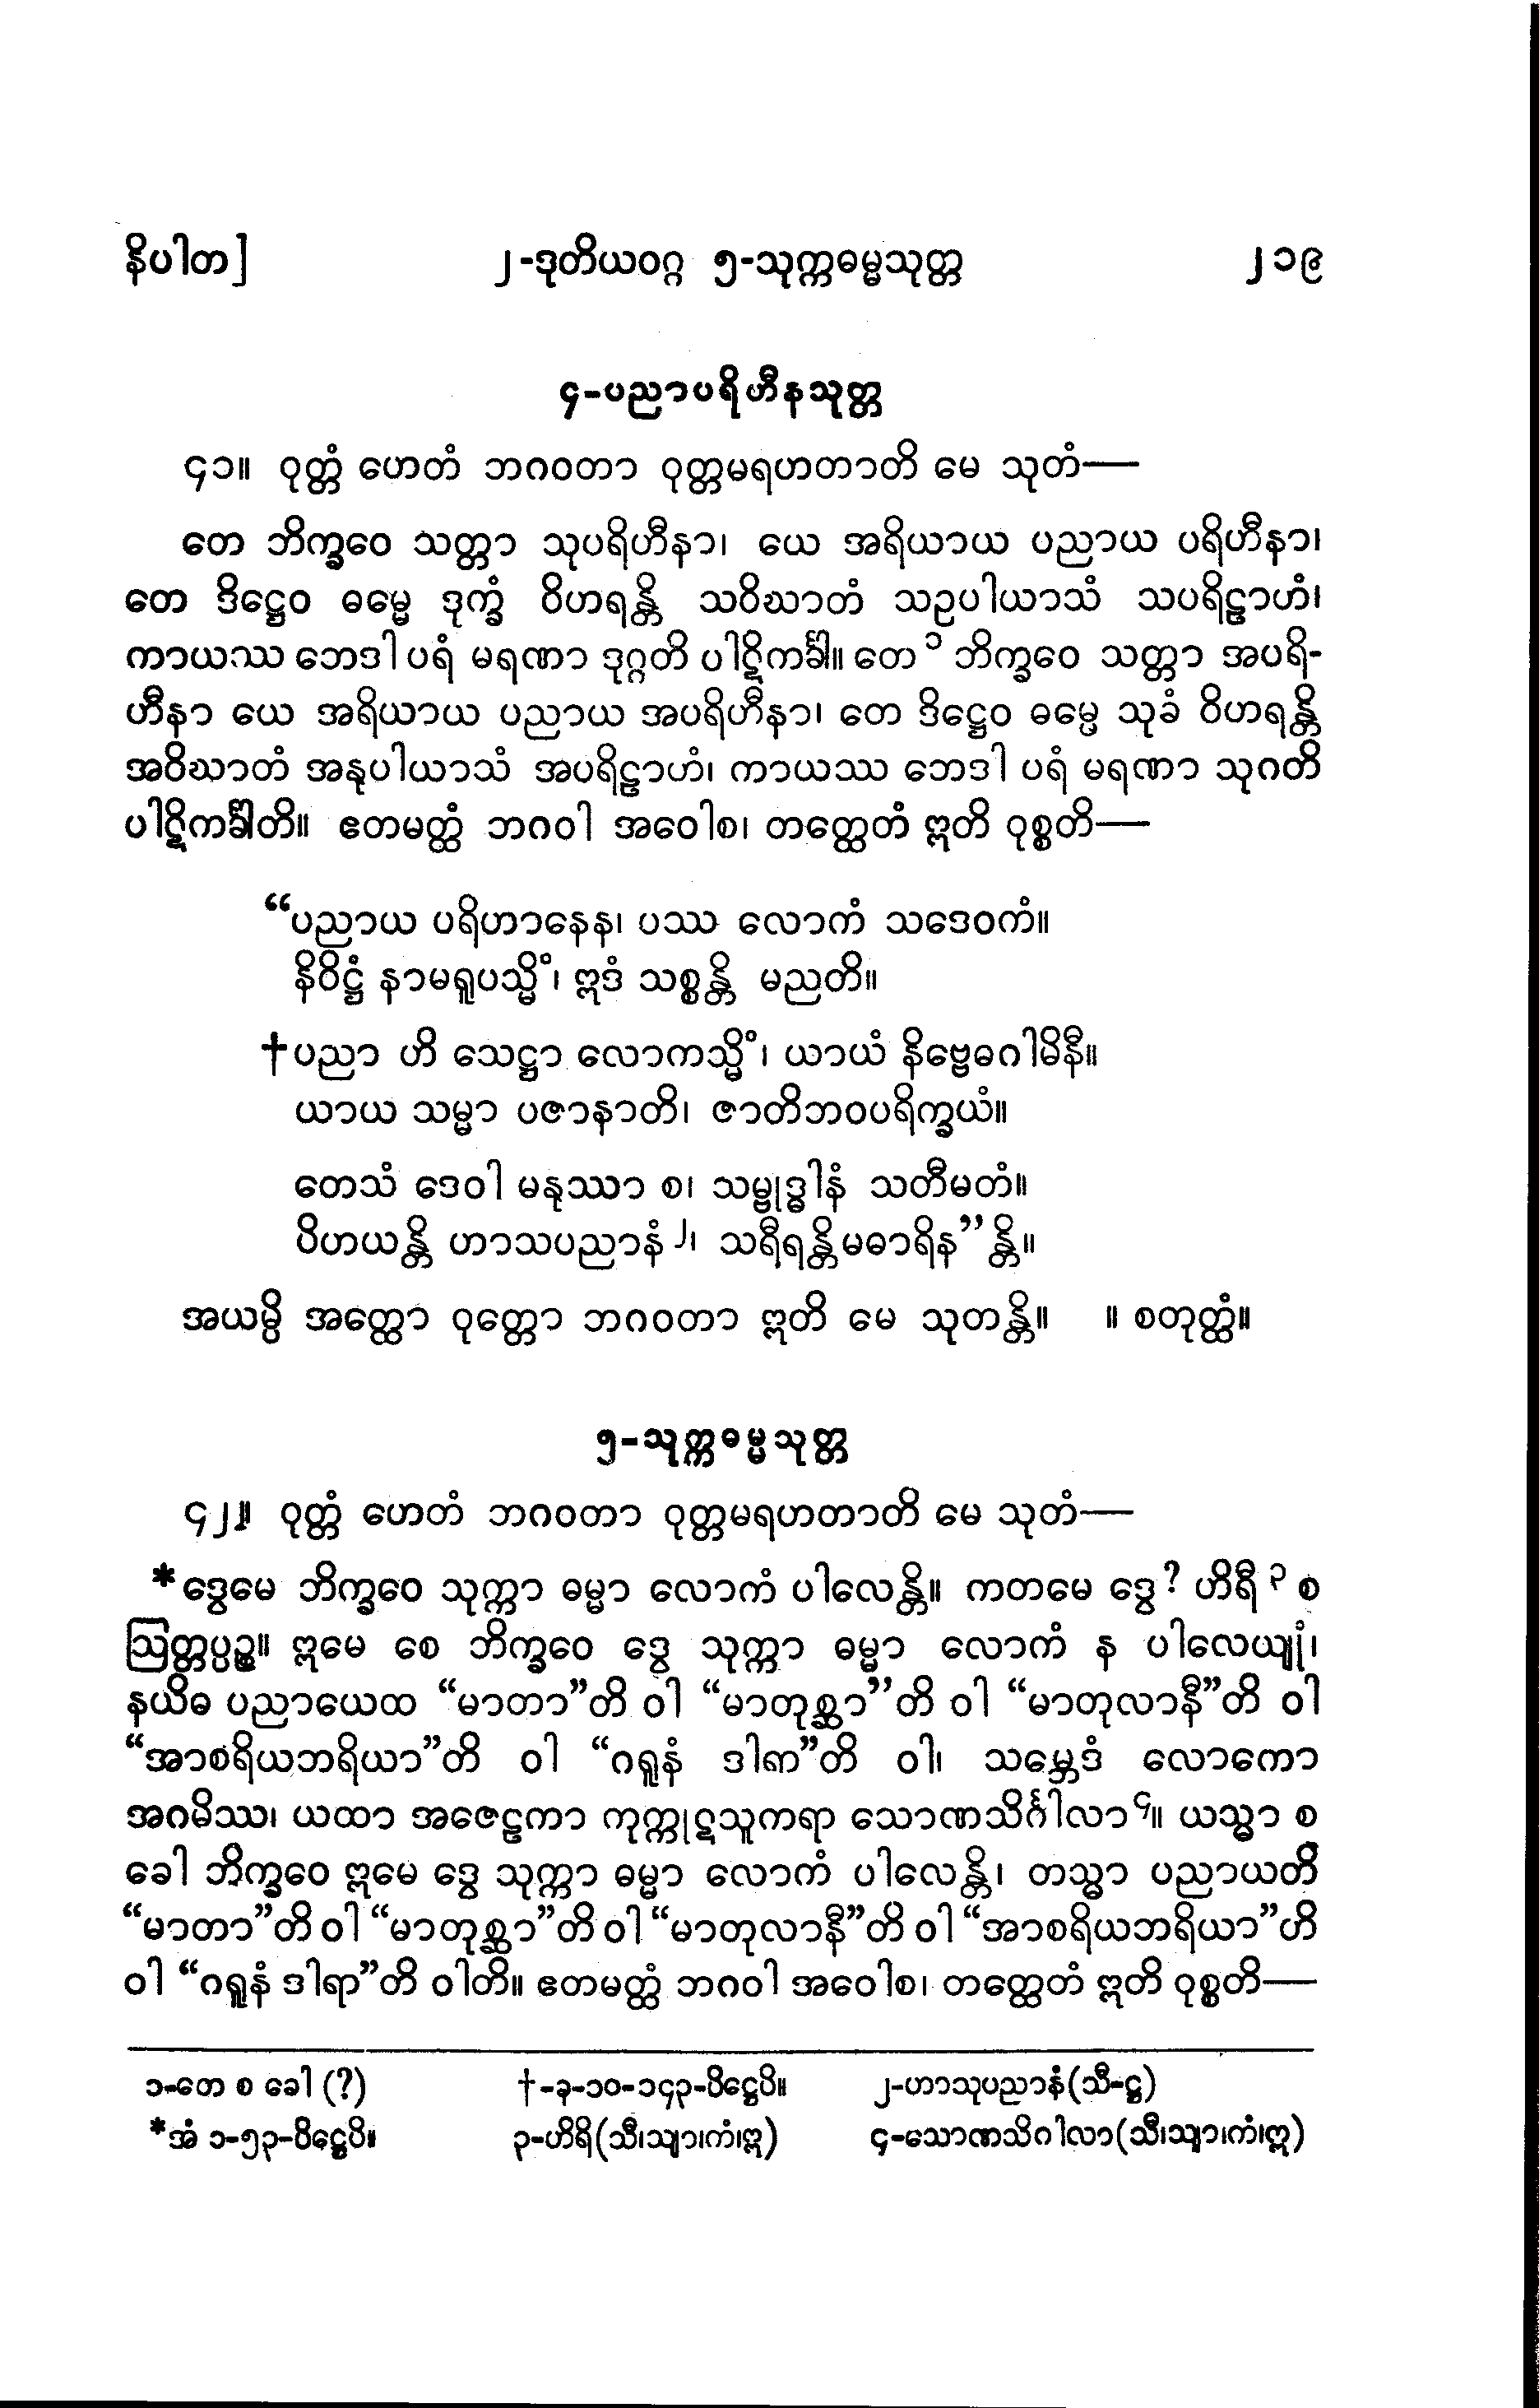 နိပါတ] ၂-ဒုတိယဝဂ္ဂ ၅-သုက္ကဓမ္မသုတ္တ ၂၁၉
၄-ပညာပရိဟီနသုတ္တ
၄၁။ ဝုတ္တံ ဟေတံ ဘဂဝတာ ဝုတ္တမရဟတာတိ မေ သုတံ—
တေ ဘိက္ခဝေ သတ္တာ သုပရိဟီနာ၊ ယေ အရိယာယ ပညာယ ပရိဟီနာ၊
တေ ဒိဋ္ဌေဝ ဓမ္မေ ဒုက္ခံ ဝိဟရန္တိ သဝိဃာတံ သဥပါယာသံ သပရိဠာဟံ၊
ကာယဿ ဘေဒါ ပရံ မရဏာ ဒုဂ္ဂတိ ပါဋိကင်္ခါ။ တေ ၁ ဘိက္ခဝေ သတ္တာ အပရိ-
ဟီနာ ယေ အရိယာယ ပညာယ အပရိဟီနာ၊ တေ ဒိဋ္ဌေဝ ဓမ္မေ သုခံ ဝိဟရန္တိ
အဝိဃာတံ အနုပါယာသံ အပရိဠာဟံ၊ ကာယဿ ဘေဒါ ပရံ မရဏာ သုဂတိ
ပါဋိကင်္ခါတိ။ ဧတမတ္ထံ ဘဂဝါ အဝေါစ၊ တတ္ထေတံ ဣတိ ဝုစ္စတိ—
“ပညာယ ပရိဟာနေန၊ ပဿ လောကံ သဒေဝကံ။
နိဝိဋ္ဌံ နာမရူပသ္မိံ၊ ဣဒံ သစ္စန္တိ မညတိ။
†ပညာ ဟိ သေဋ္ဌာ လောကသ္မိံ၊ ယာယံ နိဗ္ဗေဓဂါမိနီ။
ယာယ သမ္မာ ပဇာနာတိ၊ ဇာတိဘဝပရိက္ခယံ။
တေသံ ဒေဝါ မနုဿာ စ၊ သမ္ဗုဒ္ဓါနံ သတီမတံ။
ပိဟယန္တိ ဟာသပညာနံ ၂၊ သရီရန္တိမဓာရိန”န္တိ။
အယမ္ပိ အတ္ထော ဝုတ္တော ဘဂဝတာ ဣတိ မေ သုတန္တိ။ ။ စတုတ္ထံ။
၅-သုက္ကဓမ္မသုတ္တ
၄၂။ ဝုတ္တံ ဟေတံ ဘဂဝတာ ဝုတ္တမရဟတာတိ မေ သုတံ—
*ဒွေမေ ဘိက္ခဝေ သုက္ကာ ဓမ္မာ လောကံ ပါလေန္တိ။ ကတမေ ဒွေ? ဟိရီ ၃ စ
ဩတ္တပ္ပဉ္စ။ ဣမေ စေ ဘိက္ခဝေ ဒွေ သုက္ကာ ဓမ္မာ လောကံ န ပါလေယျုံ၊
နယိဓ ပညာယေထ “မာတာ”တိ ဝါ “မာတုစ္ဆာ”တိ ဝါ “မာတုလာနီ”တိ ဝါ
“အာစရိယဘရိယာ”တိ ဝါ “ဂရူနံ ဒါရာ”တိ ဝါ၊ သမ္ဘေဒံ လောကော
အဂမိဿ၊ ယထာ အဇေဠကာ ကုက္ကုဋသူကရာ သောဏသိင်္ဂါလာ ၄။ ယသ္မာ စ
ခေါ ဘိက္ခဝေ ဣမေ ဒွေ သုက္ကာ ဓမ္မာ လောကံ ပါလေန္တိ၊ တသ္မာ ပညာယတိ
“မာတာ”တိ ဝါ “မာတုစ္ဆာ”တိ ဝါ “မာတုလာနီ”တိ ဝါ “အာစရိယဘရိယာ”တိ
ဝါ “ဂရူနံ ဒါရာ”တိ ဝါတိ။ ဧတမတ္ထံ ဘဂဝါ အဝေါစ၊ တတ္ထေတံ ဣတိ ဝုစ္စတိ—
၁-တေ စ ခေါ (?) †-ခု-၁၀-၁၄၃-ပိဋ္ဌေပိ။ ၂-ဟာသုပညာနံ(သီ-ဋ္ဌ)
*အံ ၁-၅၃-ပိဋ္ဌေပိ။ ၃-ဟိရိ(သီ၊သျာ၊ကံ၊ဣ) ၄-သောဏသိဂါလာ(သီ၊သျာ၊ကံ၊ဣ)